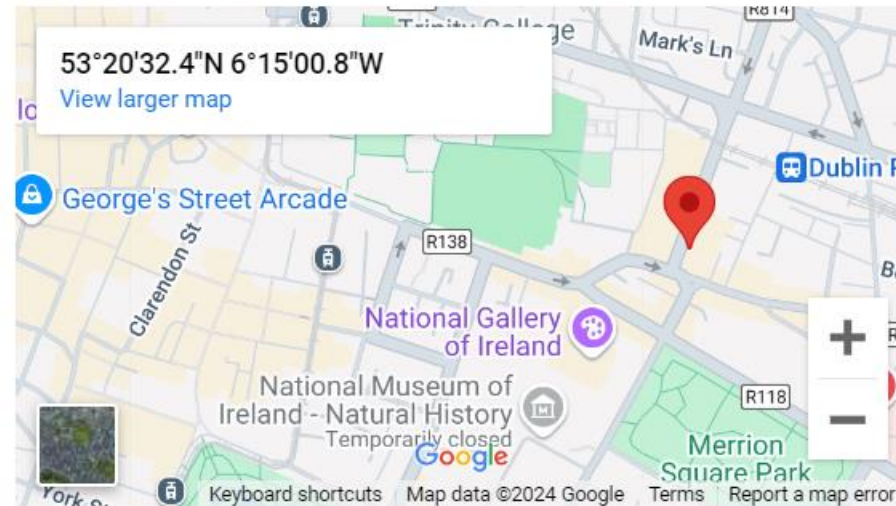 R814
Trinity College
Mark's Ln
53°20'32.4"N 6°15'00.8"W
View larger map
Dublin
George's Street Arcade
R138
Clarendon St
National Gallery
of Ireland
R118
National Museum of
Ireland - Natural History
Temporarily closed
Google
Merrion
Square Park
York St
Keyboard shortcuts
Map data ©2024 Google
Terms
Report a map error